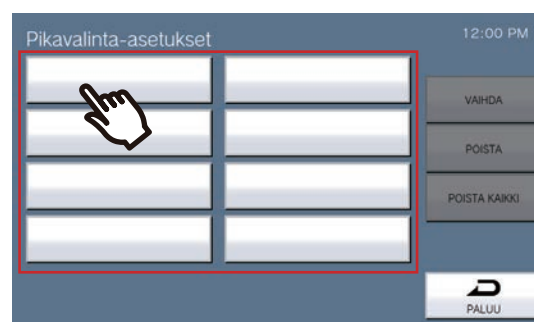 Pikavalinta-asetukset
12:00 PM
VAIHDA
POISTA
POISTA KAIKKI
PALUU